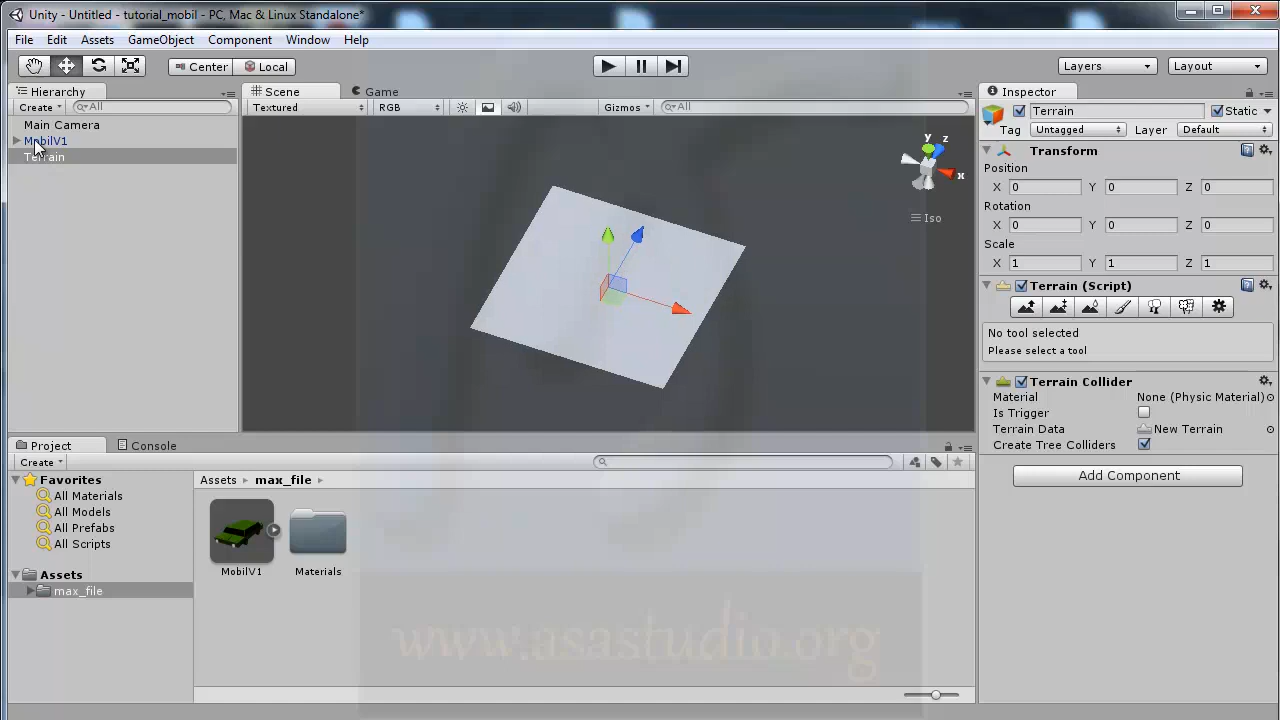 Unity - Untitled - tutorial_mobil - PC, Mac & Linux Standalone*
File Edit Assets GameObject Component Window Help
Center Local Layers Layout
Hierarchy Scene Game Inspector
Create All Textured RGB Gizmos All
Terrain Static
Tag Untagged Layer Default
Main Camera
MobilV1
Terrain
y z
x
Iso
Transform
Position
X 0 Y 0 Z 0
Rotation
X 0 Y 0 Z 0
Scale
X 1 Y 1 Z 1
Terrain (Script)
No tool selected
Please select a tool
Terrain Collider
Material None (Physic Material)
Is Trigger
Terrain Data New Terrain
Create Tree Colliders
Add Component
Project Console
Create
Favorites
All Materials
All Models
All Prefabs
All Scripts
Assets
max_file
Assets max_file
MobilV1 Materials
www.asastudio.org